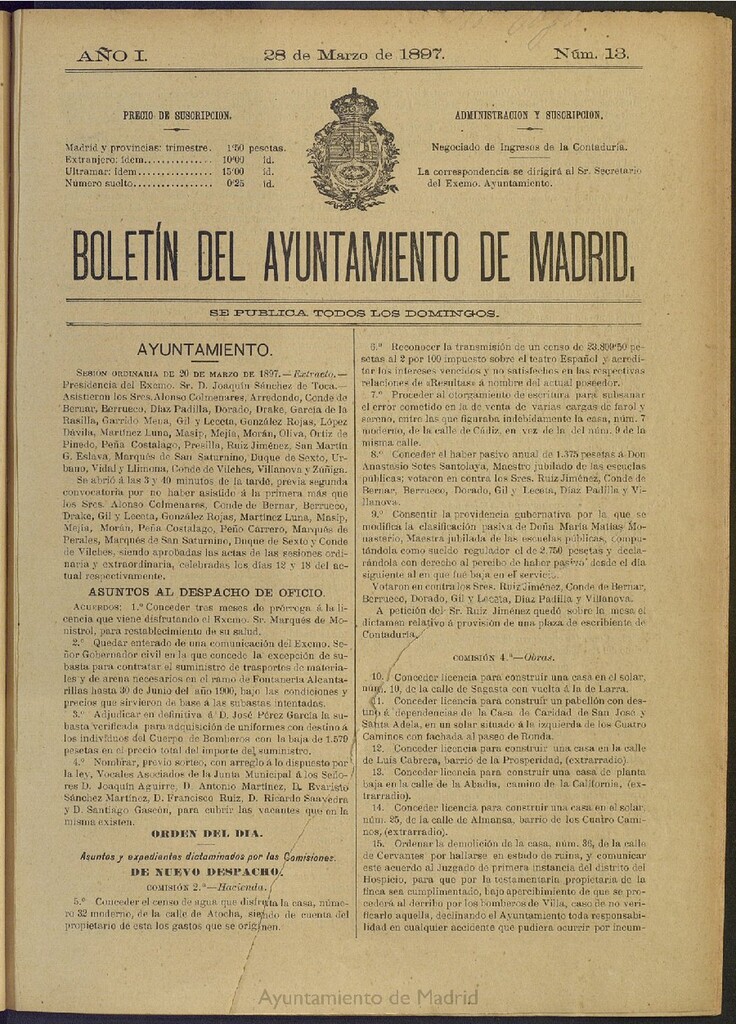 AÑO I.
28 de Marzo de 1897.
Núm. 13.
PRECIO DE SUSCRIPCION.
Madrid y provincias: trimestre. 1'50 pesetas.
Extranjero: ídem............... 10'00 id.
Ultramar: ídem................ 15'00 id.
Número suelto................ 0'25 id.
ADMINISTRACION Y SUSCRIPCION.
Negociado de Ingresos de la Contaduría.
La correspondencia se dirigirá al Sr. Secretario
del Excmo. Ayuntamiento.
BOLETÍN DEL AYUNTAMIENTO DE MADRID.
SE PUBLICA TODOS LOS DOMINGOS.
AYUNTAMIENTO.
SESION ORDINARIA DE 20 DE MARZO DE 1897.—Extracto.—
Presidencia del Excmo. Sr. D. Joaquín Sánchez de Toca.—
Asistieron los Sres. Alonso Colmenares, Arredondo, Conde de
Bernar, Berrueco, Díaz Padilla, Dorado, Drake, García de la
Rasilla, Garrido Mena, Gil y Leceta, González Rojas, López
Dávila, Martínez Luna, Masip, Mejía, Morán, Oliva, Ortiz de
Pinedo, Peña Costalago, Presilla, Ruiz Jiménez, San Martín
G. Eslava, Marqués de San Saturnino, Duque de Sexto, Ur-
bano, Vidal y Llimona, Conde de Vilches, Villanova y Zúñiga.
Se abrió á las 3 y 40 minutos de la tarde, previa segunda
convocatoria por no haber asistido á la primera más que
los Sres. Alonso Colmenares, Conde de Bernar, Berrueco,
Drake, Gil y Leceta, González Rojas, Martínez Luna, Masip,
Mejía, Morán, Peña Costalago, Peño Carrero, Marqués de
Perales, Marqués de San Saturnino, Duque de Sexto y Conde
de Vilches, siendo aprobadas las actas de las sesiones ordi-
naria y extraordinaria, celebradas los días 12 y 18 del ac-
tual respectivamente.
ASUNTOS AL DESPACHO DE OFICIO.
ACUERDOS: 1.º Conceder tres meses de prórroga á la li-
cencia que viene disfrutando el Excmo. Sr. Marqués de Mo-
nistrol, para restablecimiento de su salud.
2.º Quedar enterado de una comunicación del Excmo. Se-
ñor Gobernador civil en la que concede la excepción de su-
basta para contratar el suministro de trasportes de materia-
les y de arena necesarios en el ramo de Fontanería Alcanta-
rillas hasta 30 de Junio del año 1900, bajo las condiciones y
precios que sirvieron de base á las subastas intentadas.
3.º Adjudicar en definitiva á D. José Pérez García la su-
basta verificada para adquisición de uniformes con destino á
los individuos del Cuerpo de Bomberos con la baja de 1.579
pesetas en el precio total del importe del suministro.
4.º Nombrar, previo sorteo, con arreglo á lo dispuesto por
la ley, Vocales Asociados de la Junta Municipal á los Seño-
res D. Joaquín Aguirre, D. Antonio Martínez, D. Evaristo
Sánchez Martínez, D. Francisco Ruiz, D. Ricardo Saavedra
y D. Santiago Gascón, para cubrir las vacantes que en la
misma existen.
ORDEN DEL DIA.
Asuntos y expedientes dictaminados por las Comisiones.
DE NUEVO DESPACHO.
COMISIÓN 2.ª—Hacienda.
5.º Conceder el censo de agua que disfruta la casa, núme-
ro 32 moderno, de la calle de Atocha, siendo de cuenta del
propietario de esta los gastos que se originen.
6.º Reconocer la transmisión de un censo de 23.800'50 pe-
setas al 2 por 100 impuesto sobre el teatro Español y acredi-
tar los intereses vencidos y no satisfechos en las respectivas
relaciones de «Resultas» á nombre del actual poseedor.
7.º Proceder al otorgamiento de escritura para subsanar
el error cometido en la de venta de varias cargas de farol y
sereno, entre las que figuraba indebidamente la casa, núm. 7
moderno, de la calle de Cádiz, en vez de la del núm. 9 de la
misma calle.
8.º Conceder el haber pasivo anual de 1.375 pesetas á Don
Anastasio Sotes Santolaya, Maestro jubilado de las escuelas
públicas; votaron en contra los Sres. Ruiz Jiménez, Conde de
Bernar, Berrueco, Dorado, Gil y Leceta, Díaz Padilla y Vi-
llanova.
9.º Consentir la providencia gubernativa por la que se
modifica la clasificación pasiva de Doña María Matías Mo-
nasterio, Maestra jubilada de las escuelas públicas, compu-
tándola como sueldo regulador el de 2.750 pesetas y decla-
rándola con derecho al percibo de haber pasivo desde el día
siguiente al en que fué baja en el servicio.
Votaron en contra los Sres. Ruiz Jiménez, Conde de Bernar,
Berrueco, Dorado, Gil y Leceta, Díaz Padilla y Villanova.
A petición del Sr. Ruiz Jiménez quedó sobre la mesa el
dictamen relativo á provisión de una plaza de escribiente de
Contaduría.
COMISIÓN 4.ª—Obras.
10. Conceder licencia para construir una casa en el solar,
núm. 10, de la calle de Sagasta con vuelta á la de Larra.
11. Conceder licencia para construir un pabellón con des-
tino á dependencias de la Casa de Caridad de San José y
Santa Adela, en un solar situado á la izquierda de los Cuatro
Caminos con fachada al paseo de Ronda.
12. Conceder licencia para construir una casa en la calle
de Luis Cabrera, barrio de la Prosperidad, (extrarradio).
13. Conceder licencia para construir una casa de planta
baja en la calle de la Abadía, camino de la California, (ex-
trarradio).
14. Conceder licencia para construir una casa en el solar,
núm. 25, de la calle de Almansa, barrio de los Cuatro Cami-
nos, (extrarradio).
15. Ordenar la demolición de la casa, núm. 36, de la calle
de Cervantes por hallarse en estado de ruina, y comunicar
este acuerdo al Juzgado de primera instancia del distrito del
Hospicio, para que por la testamentaría propietaria de la
finca sea cumplimentado, bajo apercibimiento de que se pro-
cederá al derribo por los bomberos de Villa, caso de no veri-
ficarlo aquella, declinando el Ayuntamiento toda responsabi-
lidad en cualquier accidente que pudiera ocurrir por incum-
Ayuntamiento de Madrid